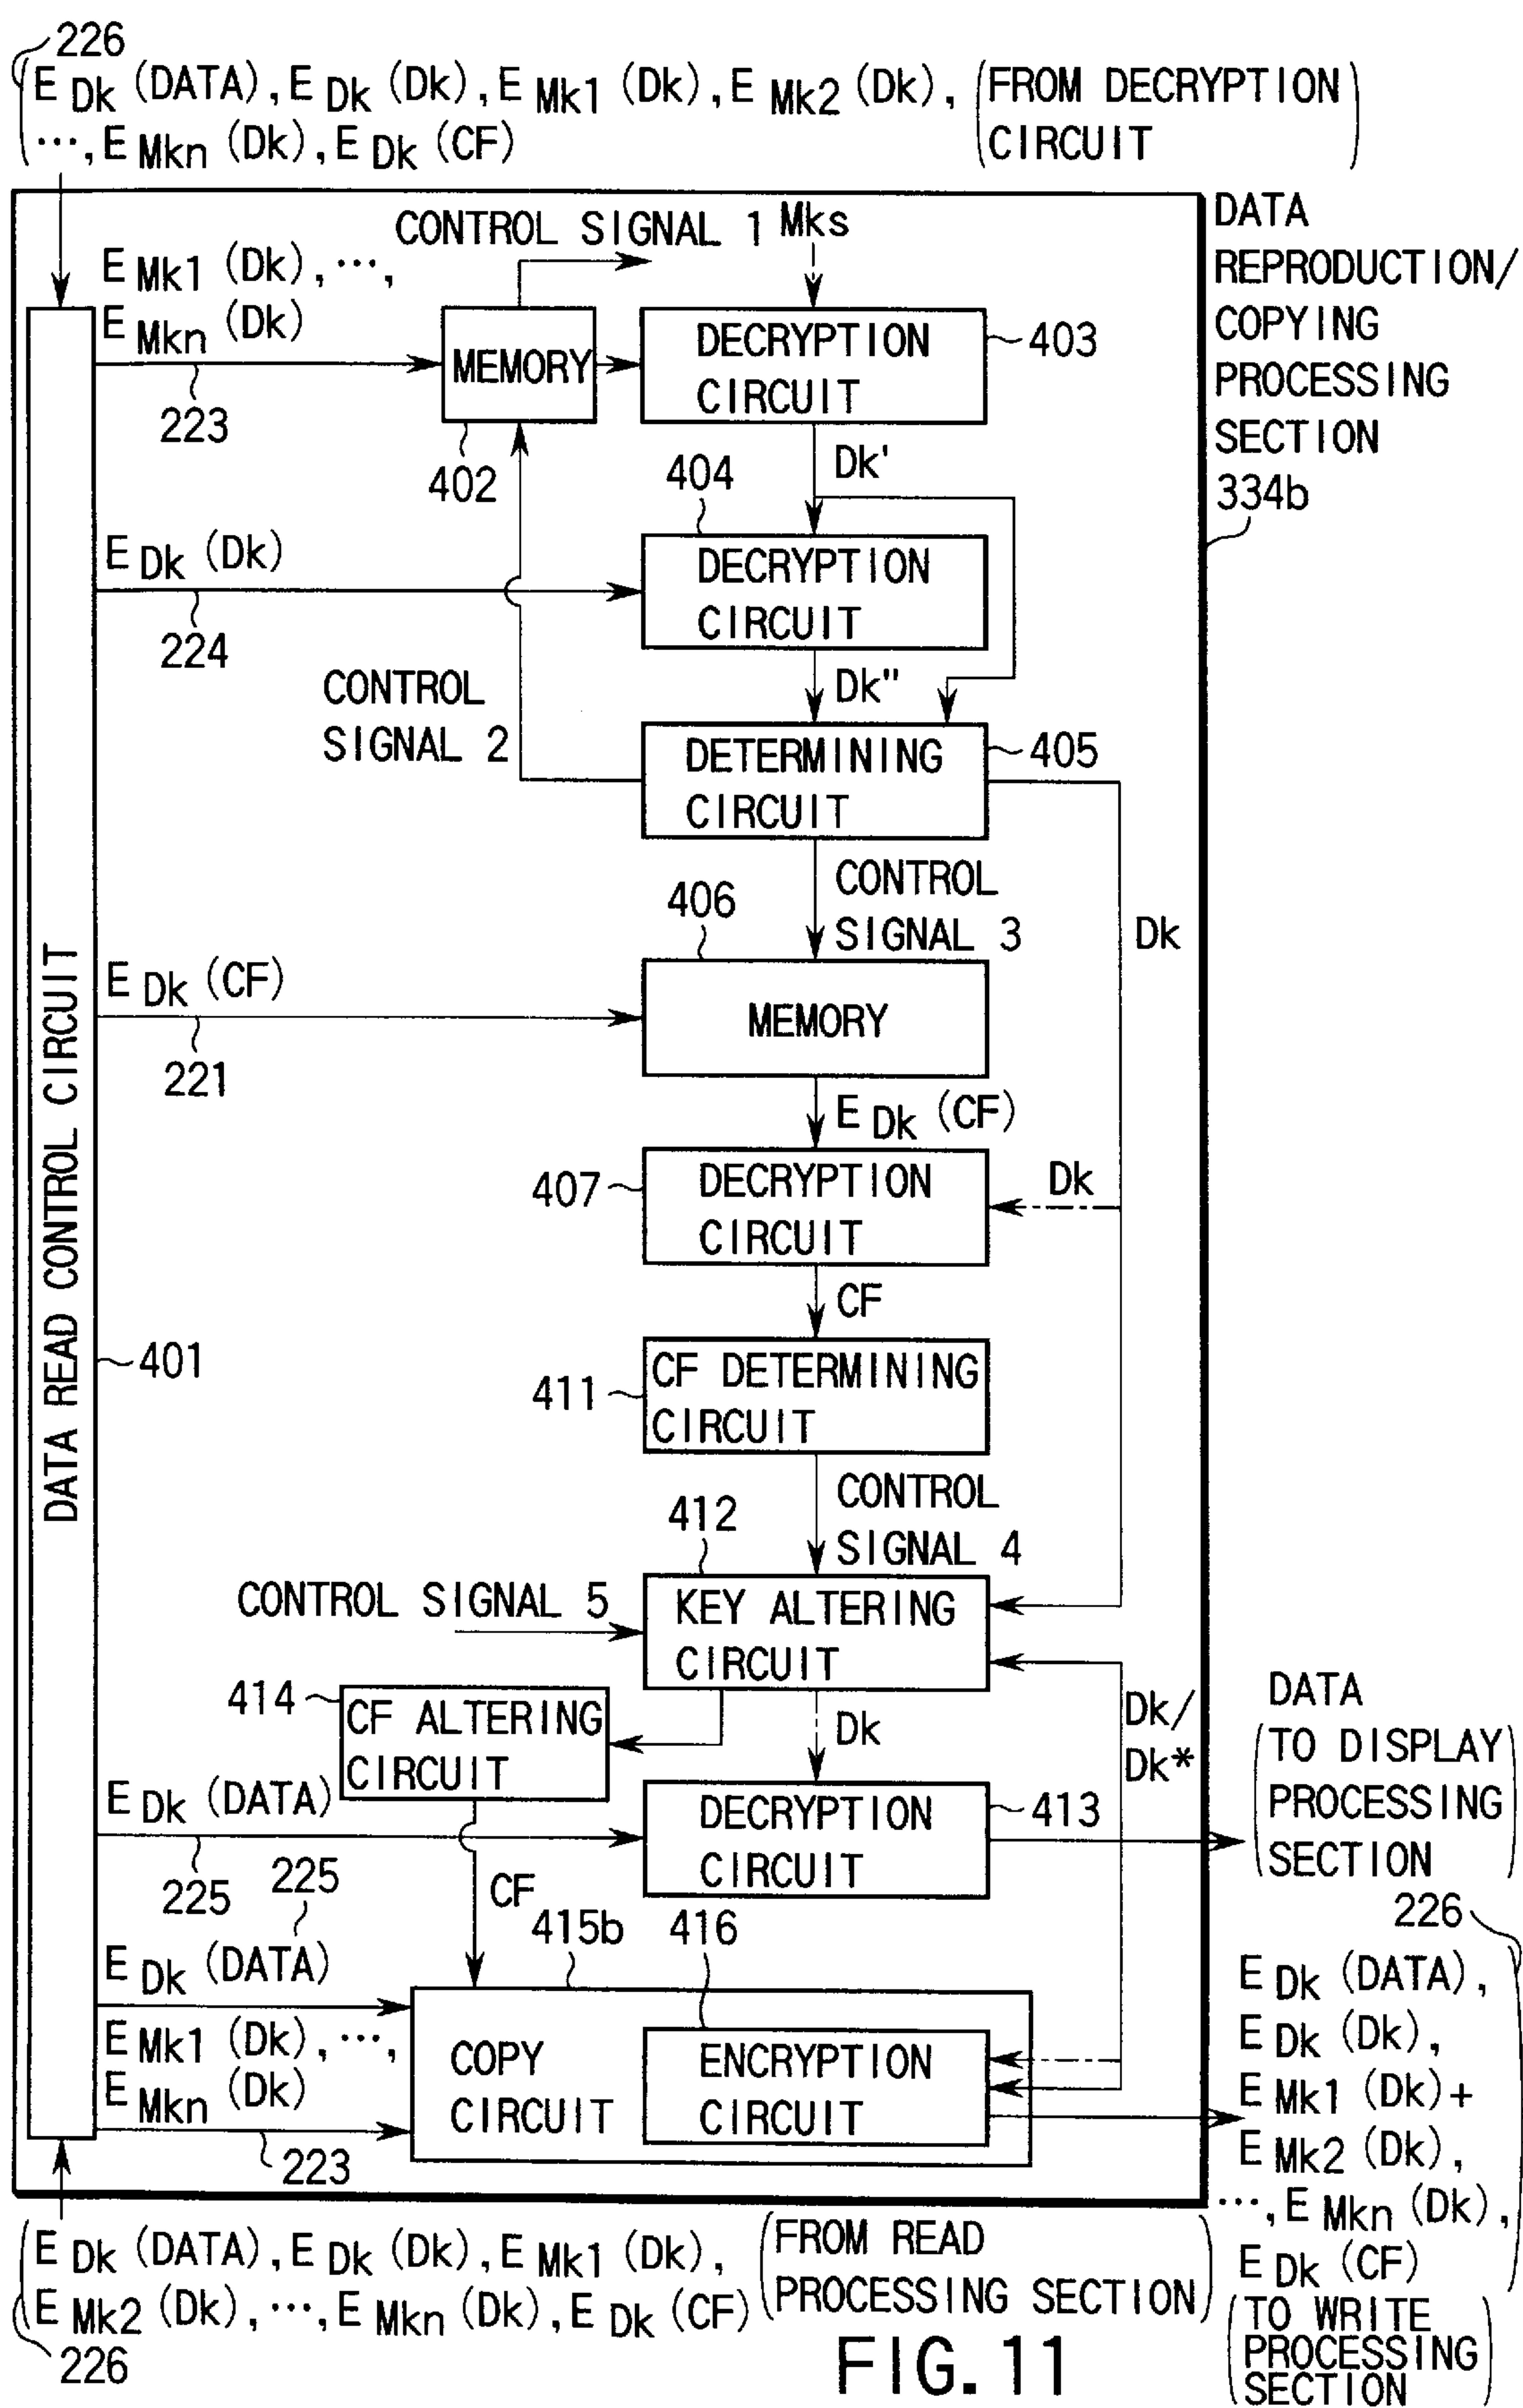 226
E Dk (DATA), E Dk (Dk), E Mk1 (Dk), E Mk2 (Dk), (FROM DECRYPTION
..., E Mkn (Dk), E Dk (CF) CIRCUIT)
DATA
REPRODUCTION/
COPYING
PROCESSING
SECTION
334b
CONTROL SIGNAL 1
Mks
E Mk1 (Dk), ...,
E Mkn (Dk)
223
MEMORY
402
DECRYPTION
CIRCUIT
403
Dk'
404
E Dk (Dk)
224
DECRYPTION
CIRCUIT
Dk"
CONTROL
SIGNAL 2
DETERMINING
CIRCUIT
405
CONTROL
SIGNAL 3
Dk
406
E Dk (CF)
221
MEMORY
E Dk (CF)
407
DECRYPTION
CIRCUIT
Dk
CF
DATA READ CONTROL CIRCUIT
401
411
CF DETERMINING
CIRCUIT
CONTROL
SIGNAL 4
412
CONTROL SIGNAL 5
KEY ALTERING
CIRCUIT
414
CF ALTERING
CIRCUIT
Dk
Dk/
Dk*
DATA
(TO DISPLAY
PROCESSING
SECTION)
E Dk (DATA)
225
DECRYPTION
CIRCUIT
413
CF
225
E Dk (DATA)
415b
416
E Mk1 (Dk), ...,
E Mkn (Dk)
223
COPY
CIRCUIT
ENCRYPTION
CIRCUIT
226
E Dk (DATA),
E Dk (Dk),
E Mk1 (Dk)+
E Mk2 (Dk),
..., E Mkn (Dk),
E Dk (CF)
(TO WRITE
PROCESSING
SECTION)
E Dk (DATA), E Dk (Dk), E Mk1 (Dk), (FROM READ
E Mk2 (Dk), ..., E Mkn (Dk), E Dk (CF) PROCESSING SECTION)
226
FIG. 11